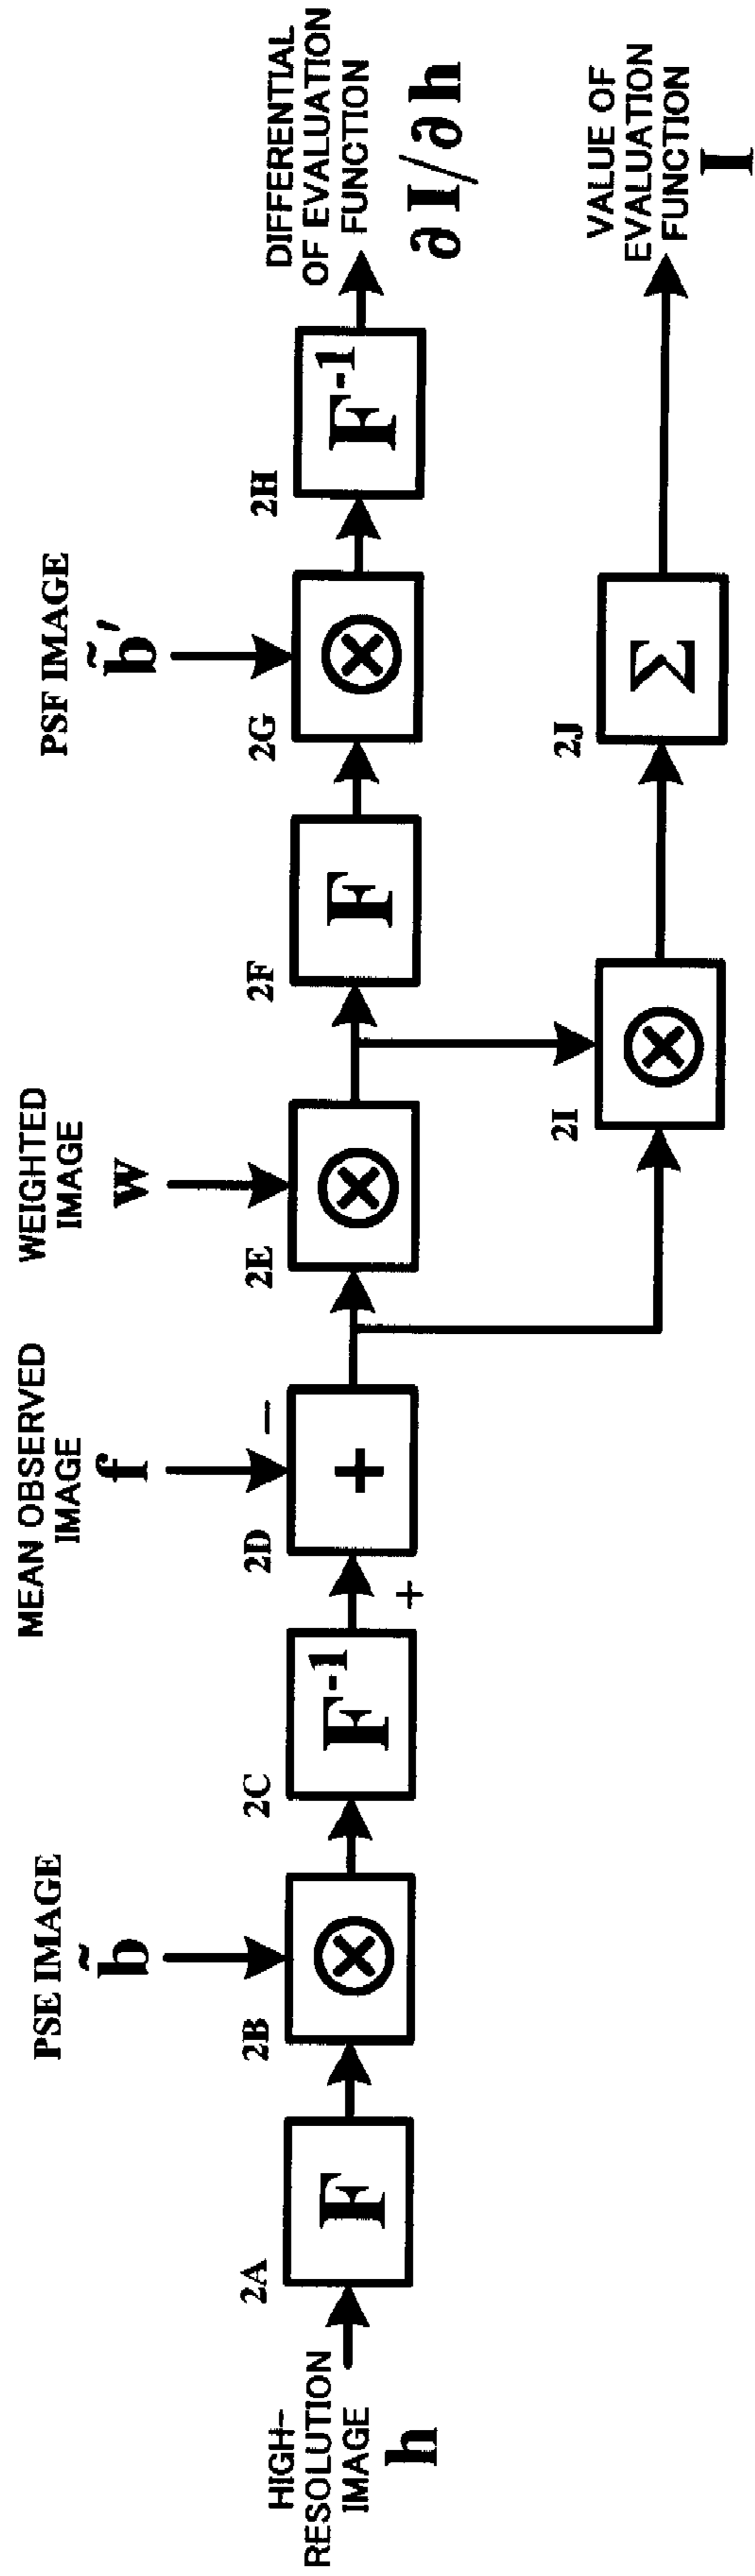 HIGH-
RESOLUTION
IMAGE
h
2A
F
PSE IMAGE
b̃
2B
⊗
2C
F⁻¹
+
MEAN OBSERVED
IMAGE
f
−
2D
+
WEIGHTED
IMAGE
w
2E
⊗
2F
F
PSF IMAGE
b̃′
2G
⊗
2H
F⁻¹
DIFFERENTIAL
OF EVALUATION
FUNCTION
∂I/∂h
2I
⊗
2J
Σ
VALUE OF
EVALUATION
FUNCTION
I